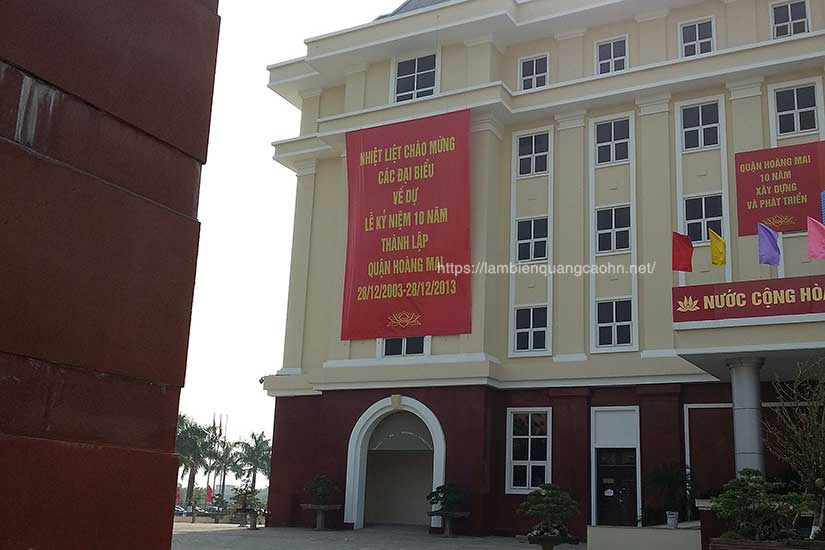 NHIỆT LIỆT CHÀO MỪNG
CÁC ĐẠI BIỂU
VỀ DỰ
LỄ KỶ NIỆM 10 NĂM
THÀNH LẬP
QUẬN HOÀNG MAI
28/12/2003-28/12/2013
https://lambienquangcaohn.net/
QUẬN HOÀNG MAI
10 NĂM
XÂY DỰNG
VÀ PHÁT TRIỂN
NƯỚC CỘNG HÒA